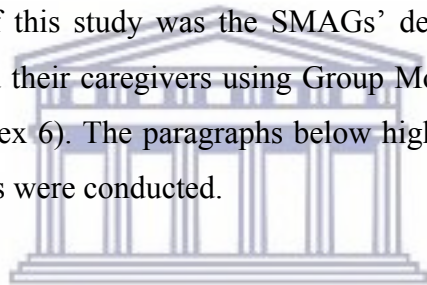 f this study was the SMAGs’ de
their caregivers using Group Mo
ex 6). The paragraphs below high
s were conducted.